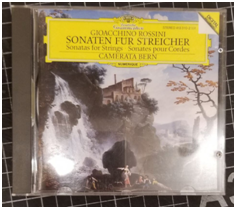 GIOACCHINO ROSSINI
SONATEN FÜR STREICHER
Sonatas for Strings · Sonates pour Cordes
CAMERATA BERN